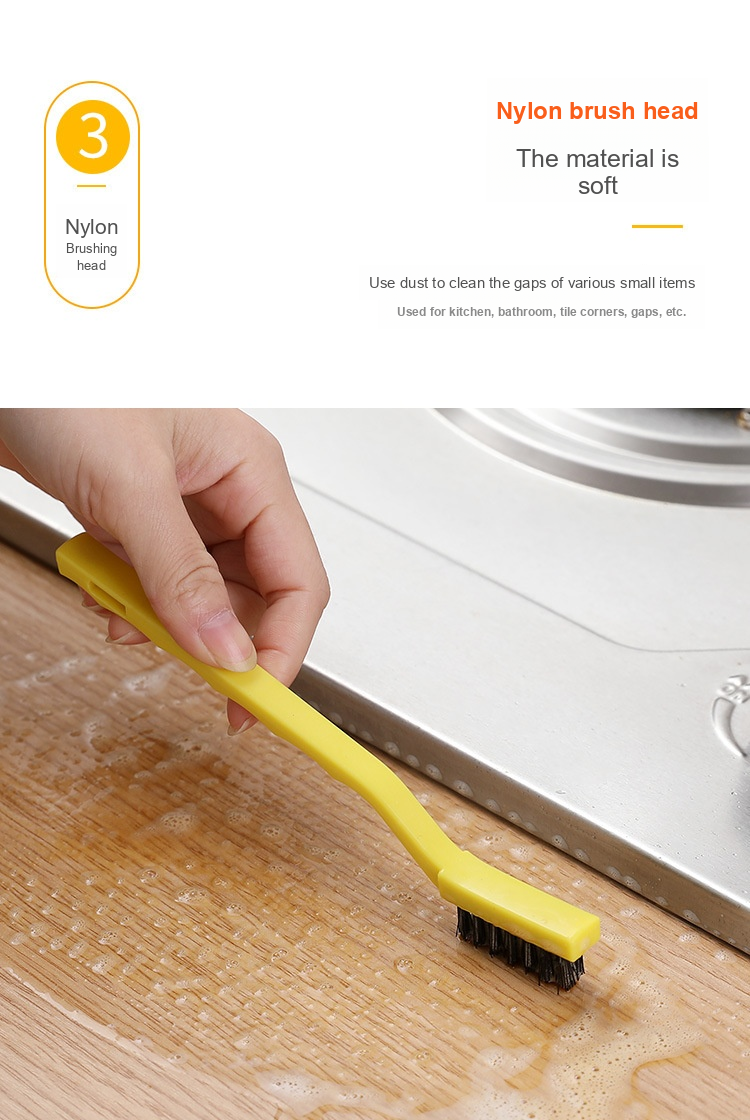 3
Nylon
Brushing
head
Nylon brush head
The material is
soft
Use dust to clean the gaps of various small items
Used for kitchen, bathroom, tile corners, gaps, etc.